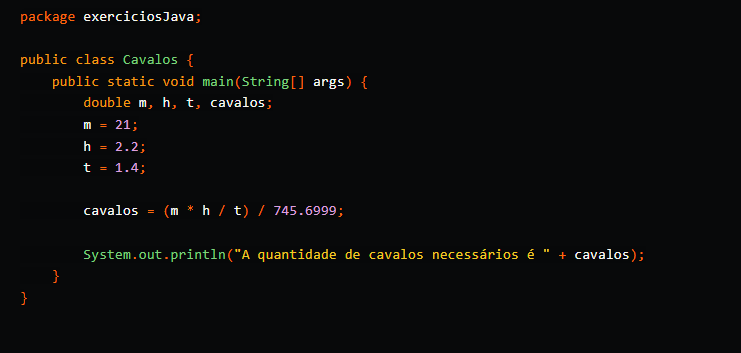 package exerciciosJava;
public class Cavalos {
public static void main(String[] args) {
double m, h, t, cavalos;
m = 21;
h = 2.2;
t = 1.4;
cavalos = (m * h / t) / 745.6999;
System.out.println("A quantidade de cavalos necessários é " + cavalos);
}
}